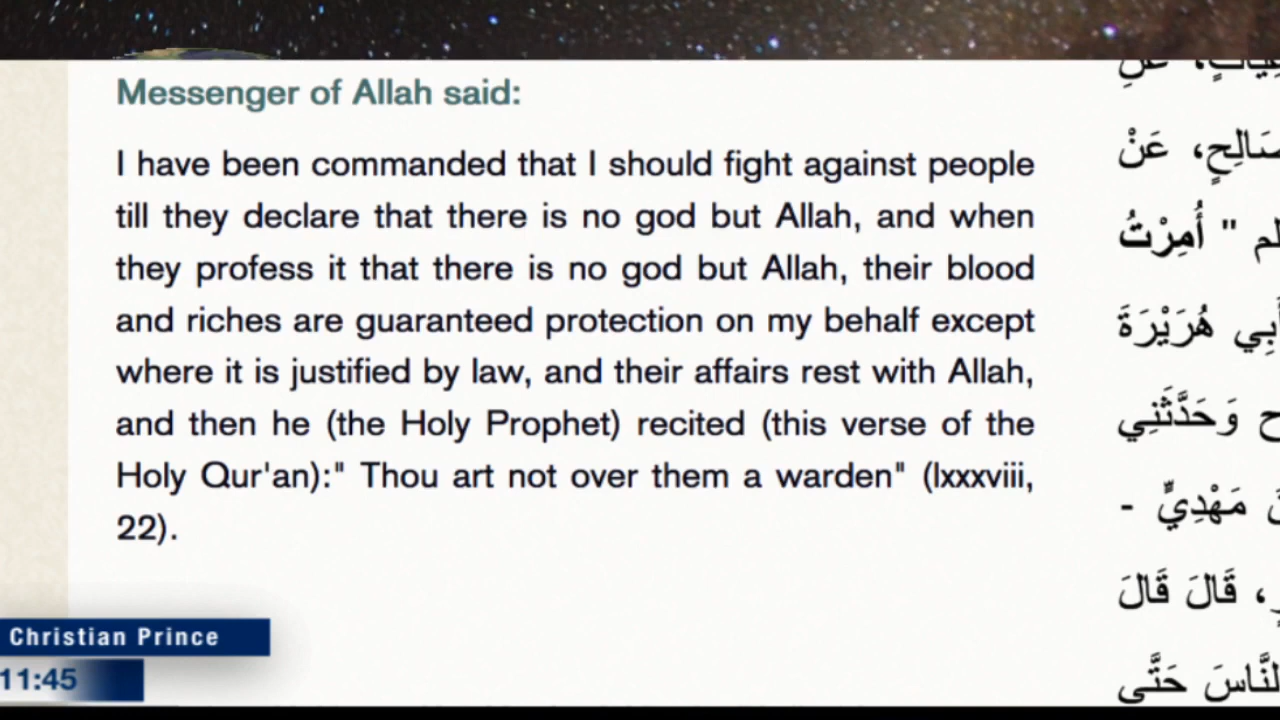 Messenger of Allah said:
I have been commanded that I should fight against people
till they declare that there is no god but Allah, and when
they profess it that there is no god but Allah, their blood
and riches are guaranteed protection on my behalf except
where it is justified by law, and their affairs rest with Allah,
and then he (the Holy Prophet) recited (this verse of the
Holy Qur'an):" Thou art not over them a warden" (lxxxviii,
22).
عَنِ
صَالِحٍ، عَنْ
" أُمِرْتُ
أَبِي هُرَيْرَةَ
ح وَحَدَّثَنِي
مَهْدِيٍّ -
، قَالَ قَالَ
النَّاسَ حَتَّى
Christian Prince
11:45